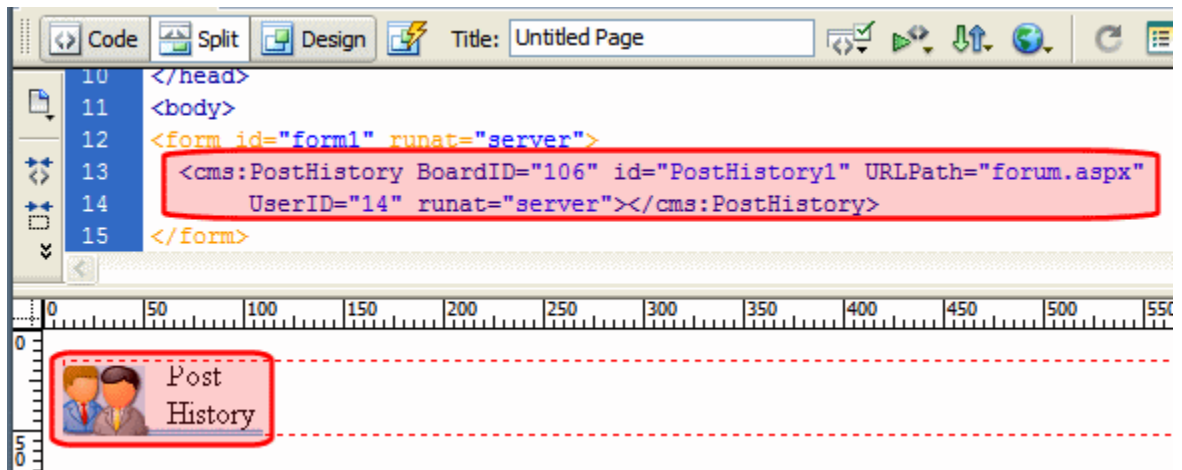 Code Split Design Title: Untitled Page
10 </head>
11 <body>
12 <form id="form1" runat="server">
13 <cms:PostHistory BoardID="106" id="PostHistory1" URLPath="forum.aspx"
14 UserID="14" runat="server"></cms:PostHistory>
15 </form>
0 50 100 150 200 250 300 350 400 450 500 550
0
Post
History
50